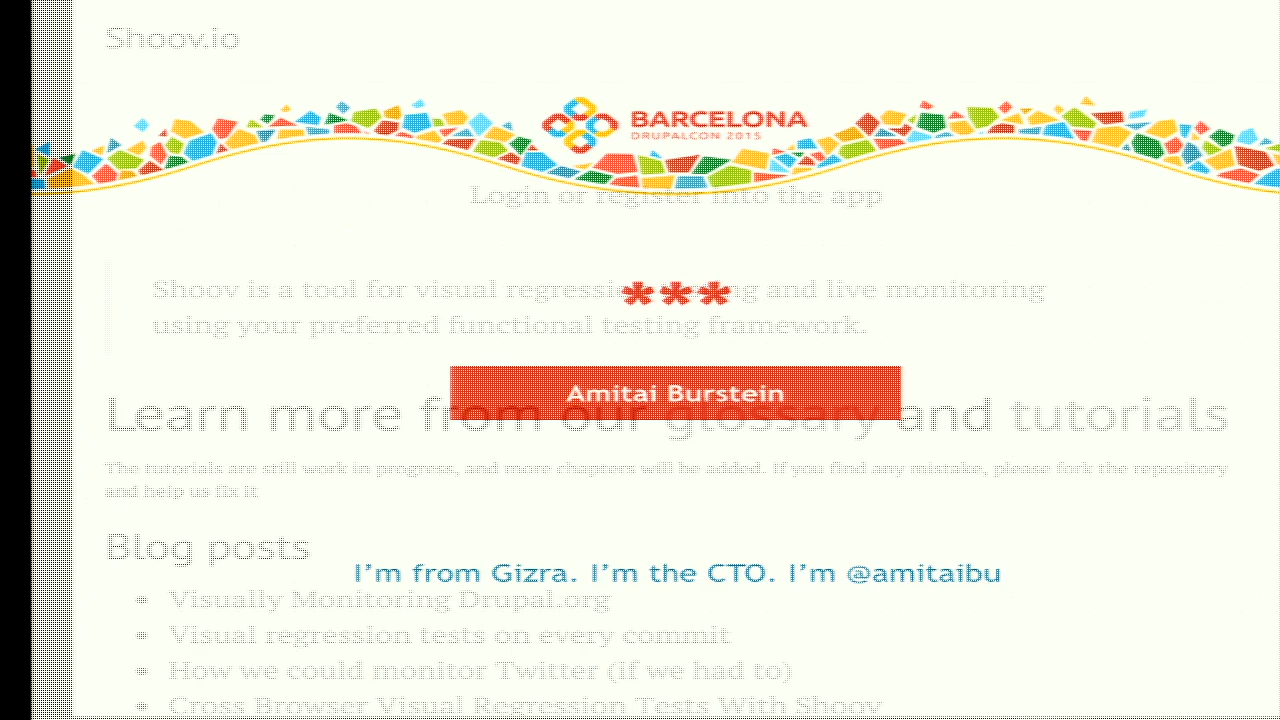 Shoov.io
BARCELONA
DRUPALCON 2015
Login or register into the app
***
Shoov is a tool for visual regression and live monitoring
using your preferred functional testing framework.
Amitai Burstein
Learn more from our glossary and tutorials
The tutorials are still work in progress, and more chapters will be added. If you find any mistake, please fork the repository
and help us fix it.
Blog posts
I'm from Gizra. I'm the CTO. I'm @amitaibu
• Visually Monitoring Drupal.org
• Visual regression tests on every commit
• How we could monitor Twitter (if we had to)
• Cross Browser Visual Regression Tests With Shoov